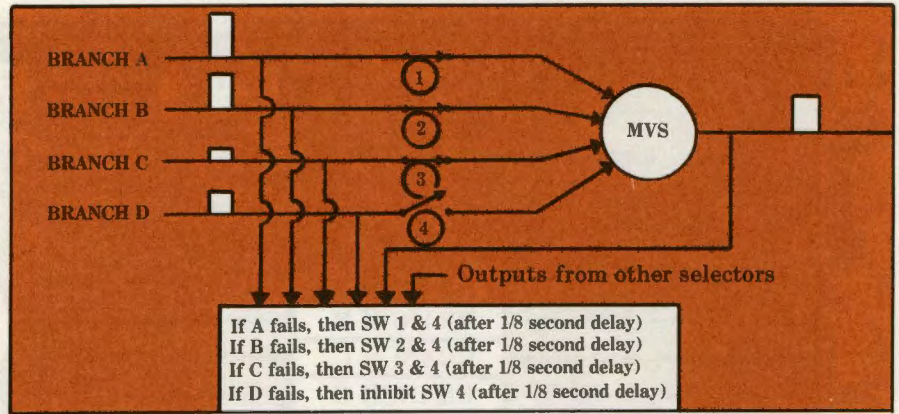 BRANCH A
1
BRANCH B
2
MVS
BRANCH C
3
BRANCH D
4
Outputs from other selectors
If A fails, then SW 1 & 4 (after 1/8 second delay)
If B fails, then SW 2 & 4 (after 1/8 second delay)
If C fails, then SW 3 & 4 (after 1/8 second delay)
If D fails, then inhibit SW 4 (after 1/8 second delay)